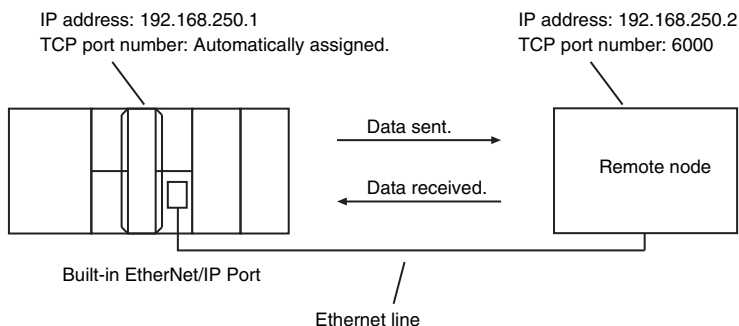 IP address: 192.168.250.1
TCP port number: Automatically assigned.
IP address: 192.168.250.2
TCP port number: 6000
Data sent.
Data received.
Remote node
Built-in EtherNet/IP Port
Ethernet line